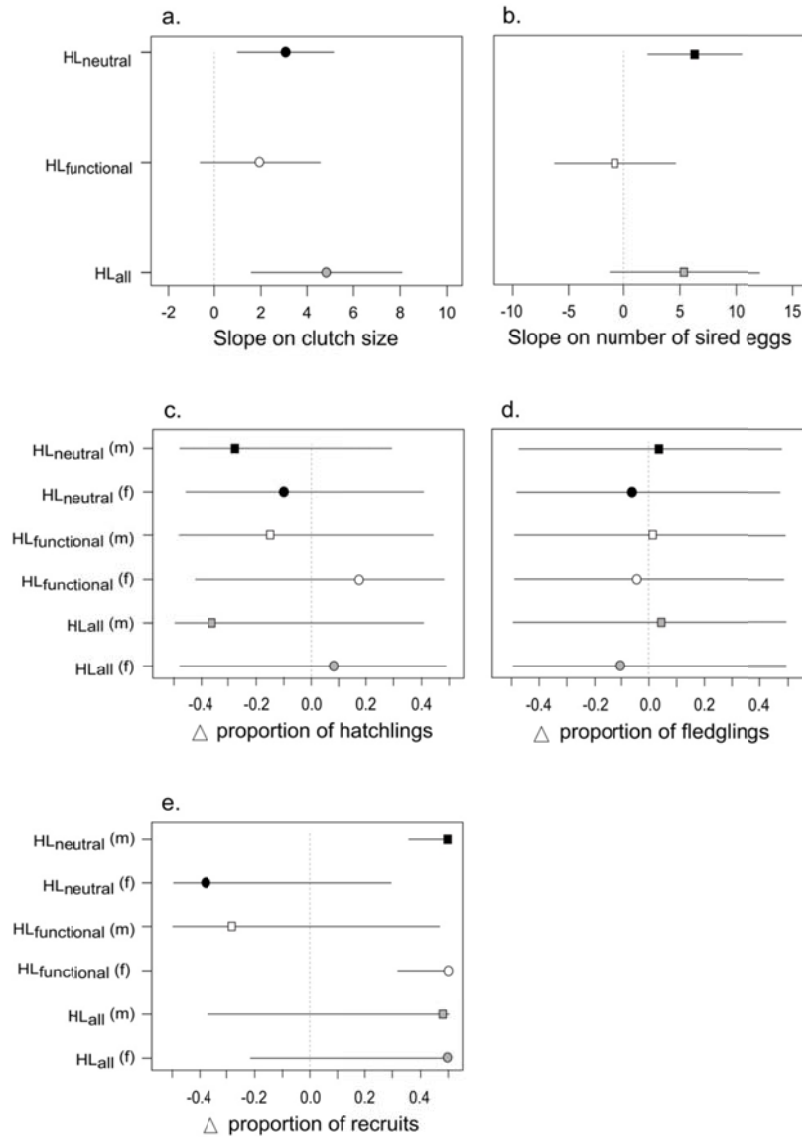 a.
HLneutral
HLfunctional
HLall
-2 0 2 4 6 8 10
Slope on clutch size
b.
-10 -5 0 5 10 15
Slope on number of sired eggs
c.
HLneutral (m)
HLneutral (f)
HLfunctional (m)
HLfunctional (f)
HLall (m)
HLall (f)
-0.4 -0.2 0.0 0.2 0.4
△ proportion of hatchlings
d.
-0.4 -0.2 0.0 0.2 0.4
△ proportion of fledglings
e.
HLneutral (m)
HLneutral (f)
HLfunctional (m)
HLfunctional (f)
HLall (m)
HLall (f)
-0.4 -0.2 0.0 0.2 0.4
△ proportion of recruits